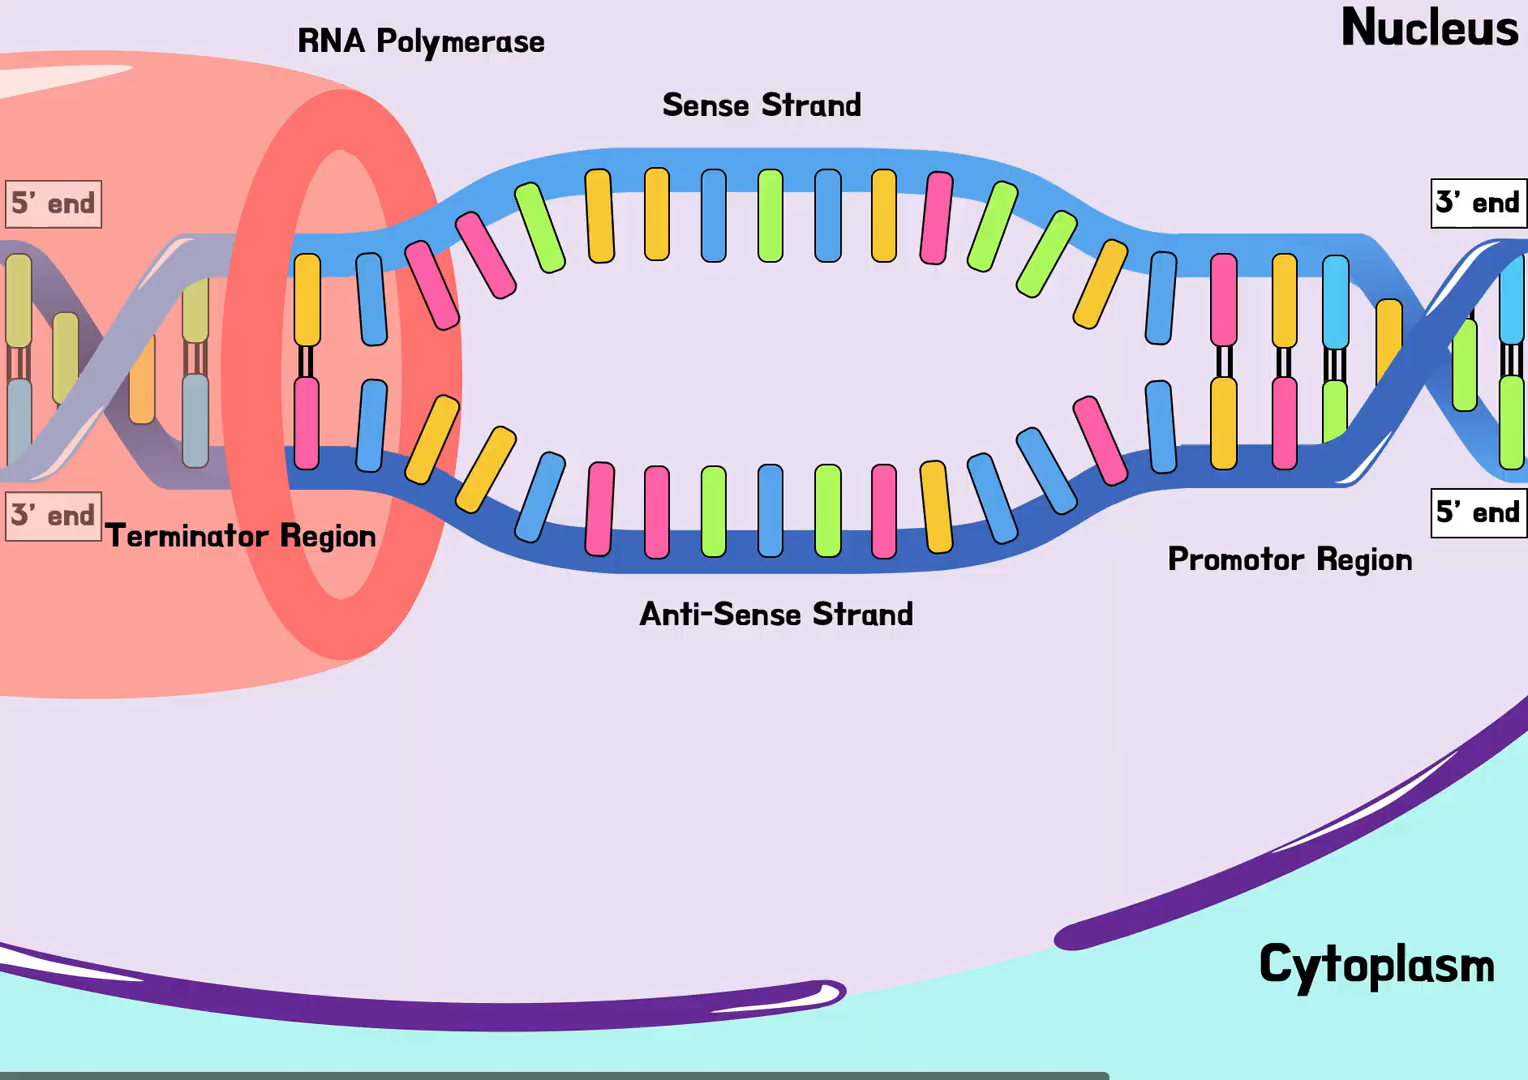 Nucleus
RNA Polymerase
Sense Strand
5’ end
3’ end
3’ end
5’ end
Terminator Region
Promotor Region
Anti-Sense Strand
Cytoplasm